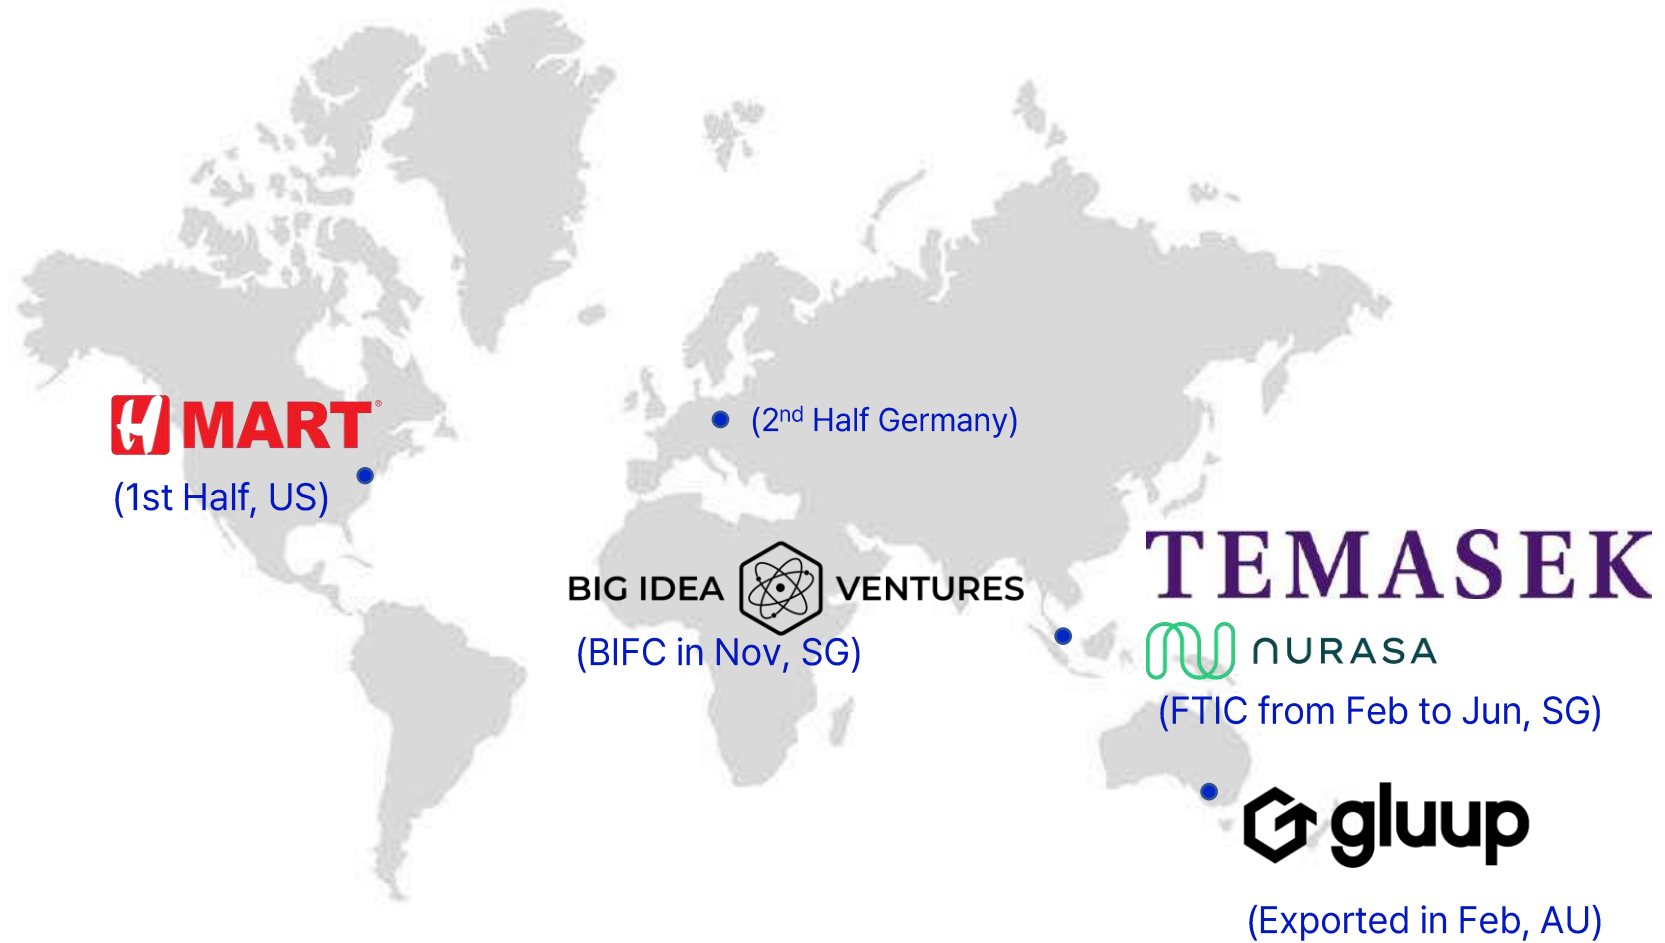 H MART®
(1st Half, US)
(2nd Half Germany)
BIG IDEA VENTURES
(BIFC in Nov, SG)
TEMASEK
nURASA
(FTIC from Feb to Jun, SG)
gluup
(Exported in Feb, AU)